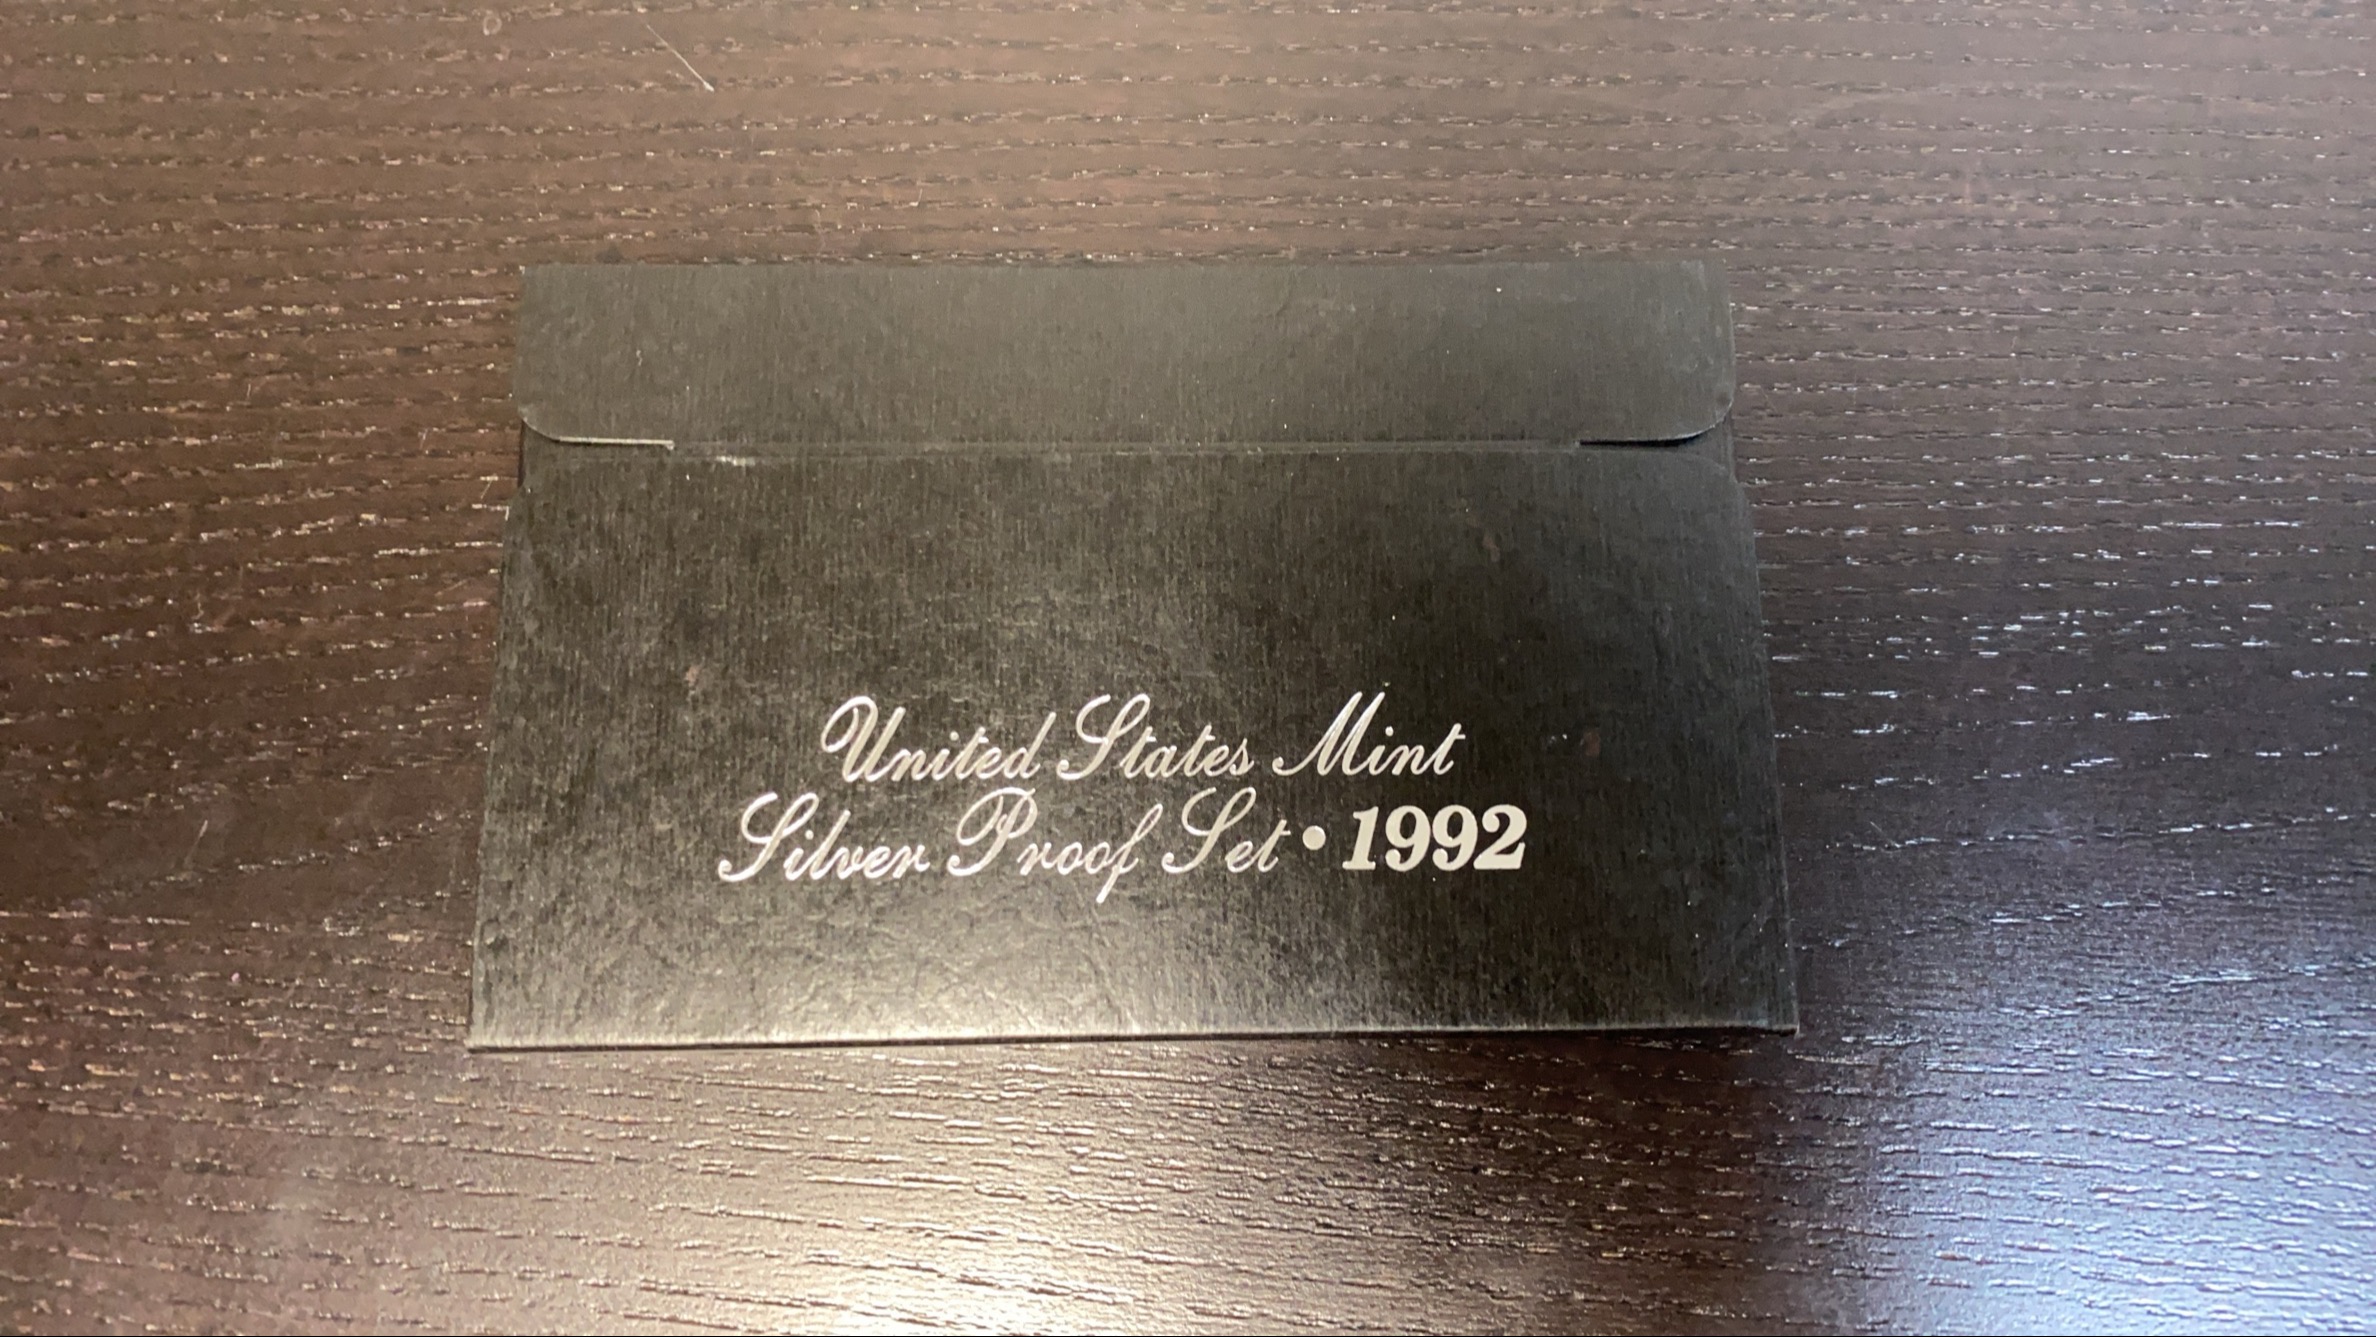 United States Mint
Silver Proof Set • 1992